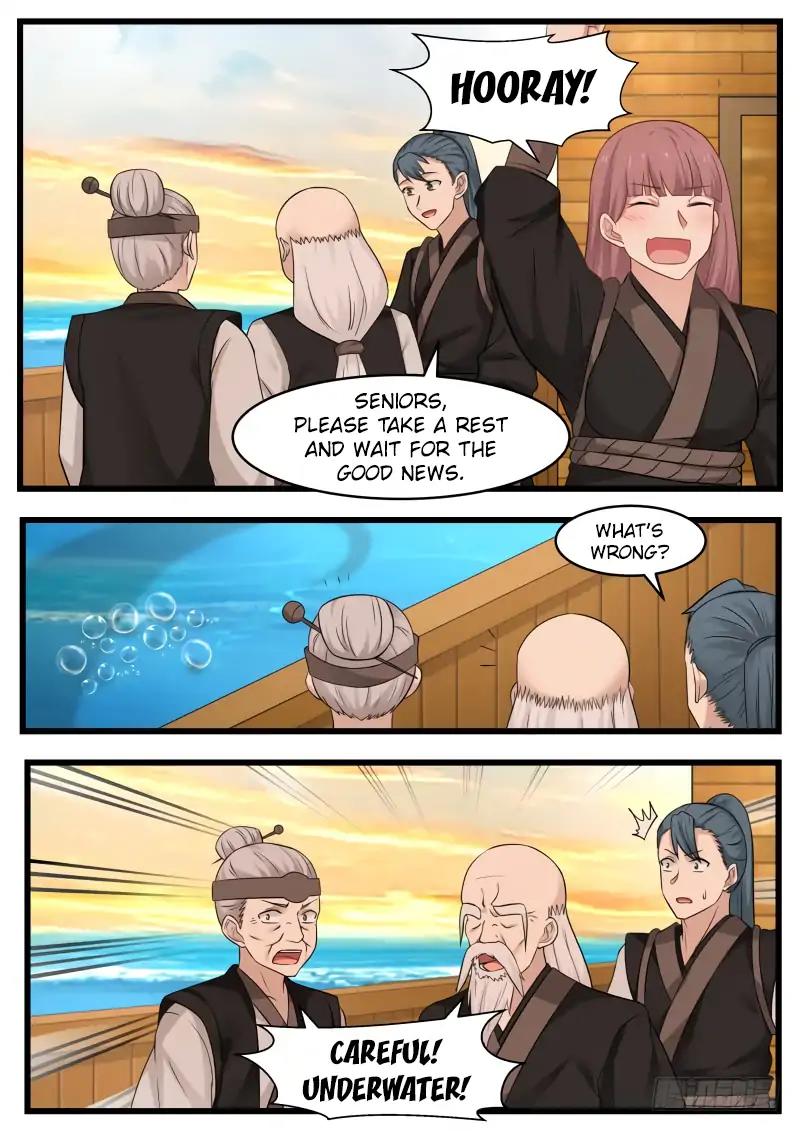 HOORAY!
SENIORS,
PLEASE TAKE A REST
AND WAIT FOR THE
GOOD NEWS.
WHAT'S
WRONG?
CAREFUL!
UNDERWATER!